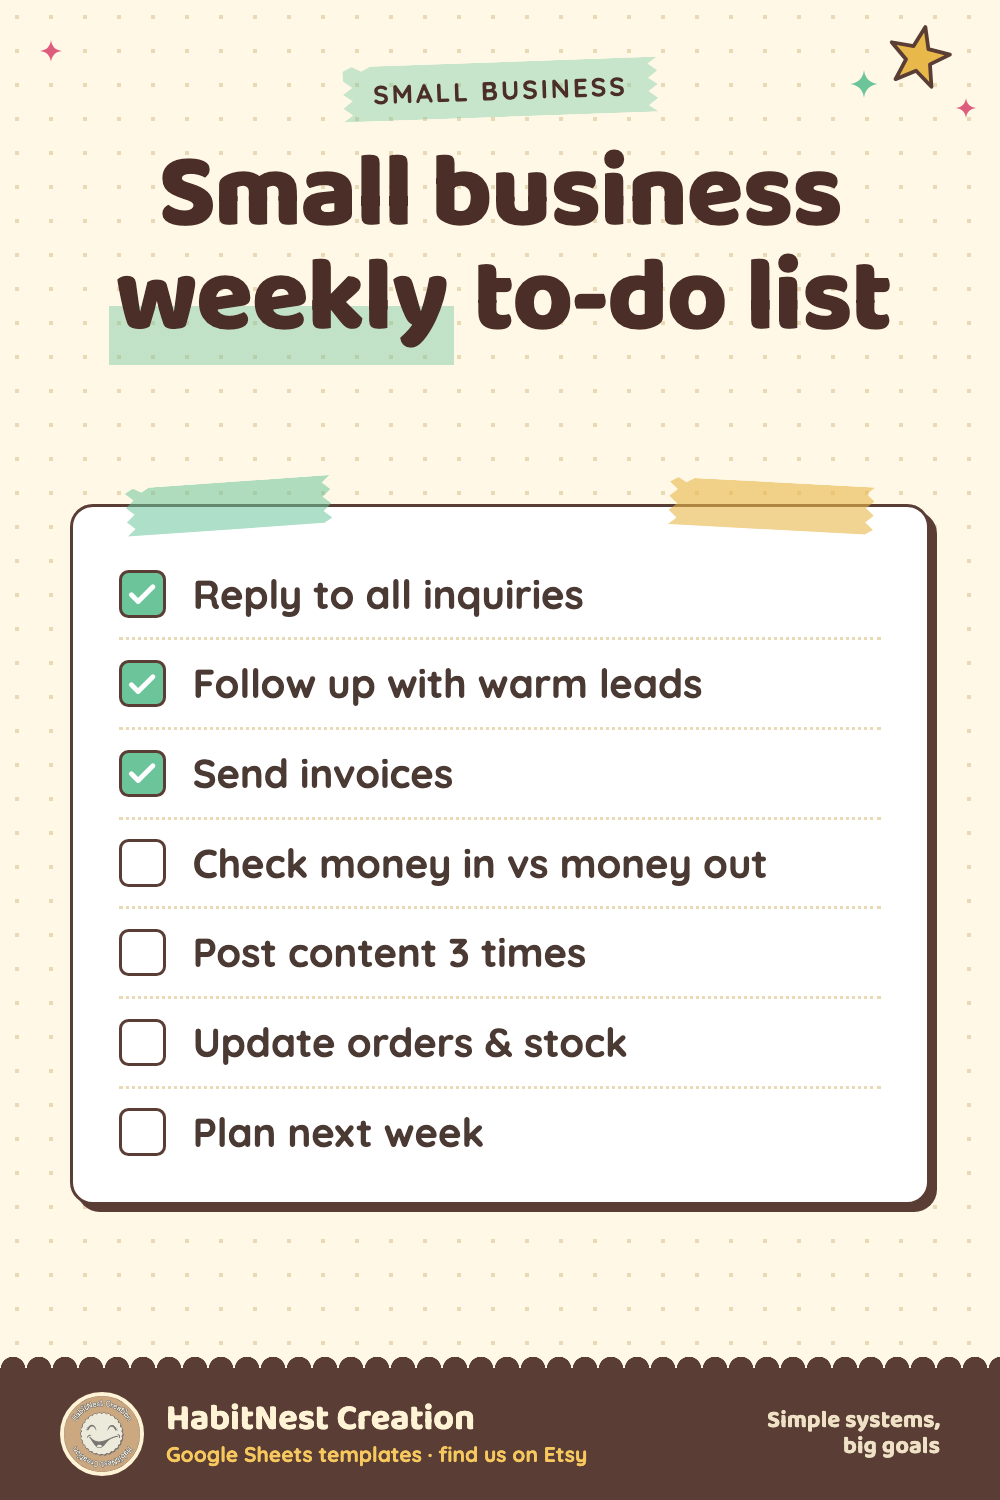 SMALL BUSINESS
Small business
weekly to-do list
Reply to all inquiries
Follow up with warm leads
Send invoices
Check money in vs money out
Post content 3 times
Update orders & stock
Plan next week
HabitNest Creation
HabitNest Creation
Google Sheets templates · find us on Etsy
Simple systems,
big goals